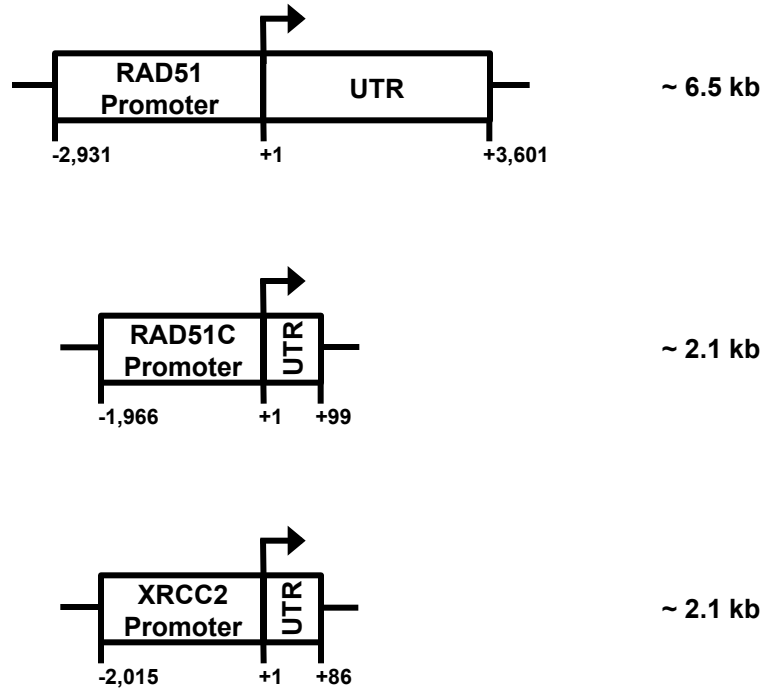 RAD51
Promoter
UTR
~ 6.5 kb
-2,931
+1
+3,601
RAD51C
Promoter
UTR
~ 2.1 kb
-1,966
+1
+99
XRCC2
Promoter
UTR
~ 2.1 kb
-2,015
+1
+86